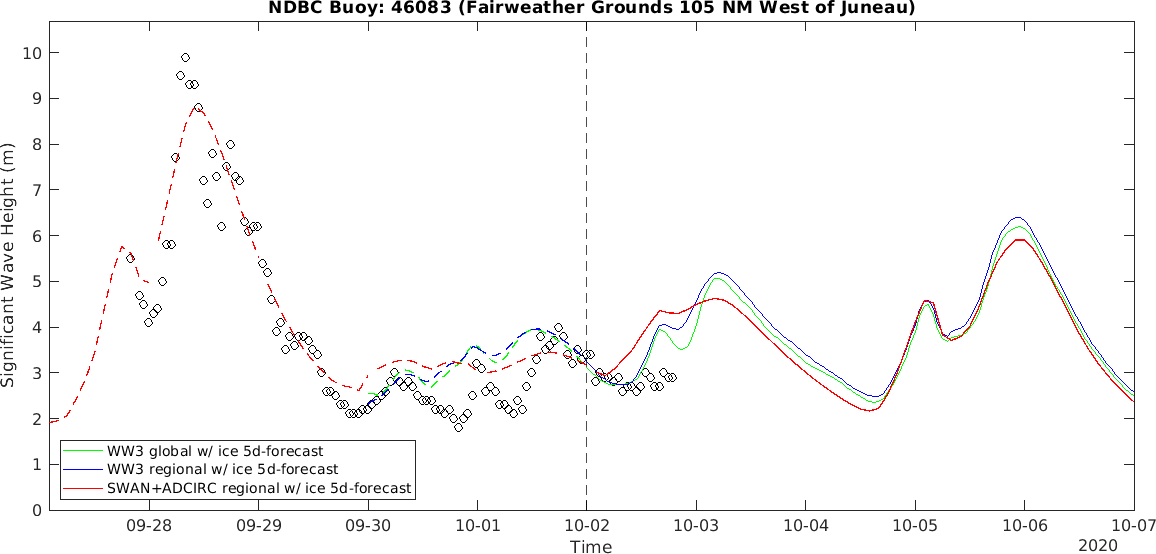 NDBC Buoy: 46083 (Fairweather Grounds 105 NM West of Juneau)
Significant Wave Height (m)
10
9
8
7
6
5
4
3
2
1
0
WW3 global w/ ice 5d-forecast
WW3 regional w/ ice 5d-forecast
SWAN+ADCIRC regional w/ ice 5d-forecast
09-28 09-29 09-30 10-01 10-02 10-03 10-04 10-05 10-06 10-07
Time
2020